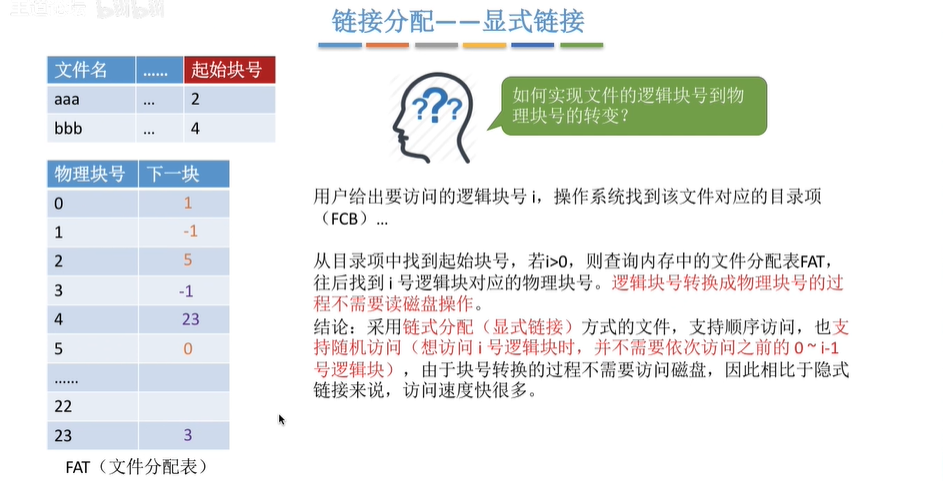 bilibili
链接分配——显式链接
文件名 …… 起始块号
aaa … 2
bbb … 4
???
如何实现文件的逻辑块号到物
理块号的转变？
物理块号 下一块
0 1
1 -1
2 5
3 -1
4 23
5 0
……
22
23 3
FAT（文件分配表）
用户给出要访问的逻辑块号 i，操作系统找到该文件对应的目录项
（FCB）…
从目录项中找到起始块号，若i>0，则查询内存中的文件分配表FAT，
往后找到 i 号逻辑块对应的物理块号。逻辑块号转换成物理块号的过
程不需要读磁盘操作。
结论：采用链式分配（显式链接）方式的文件，支持顺序访问，也支
持随机访问（想访问 i 号逻辑块时，并不需要依次访问之前的 0 ~ i-1
号逻辑块），由于块号转换的过程不需要访问磁盘，因此相比于隐式
链接来说，访问速度快很多。